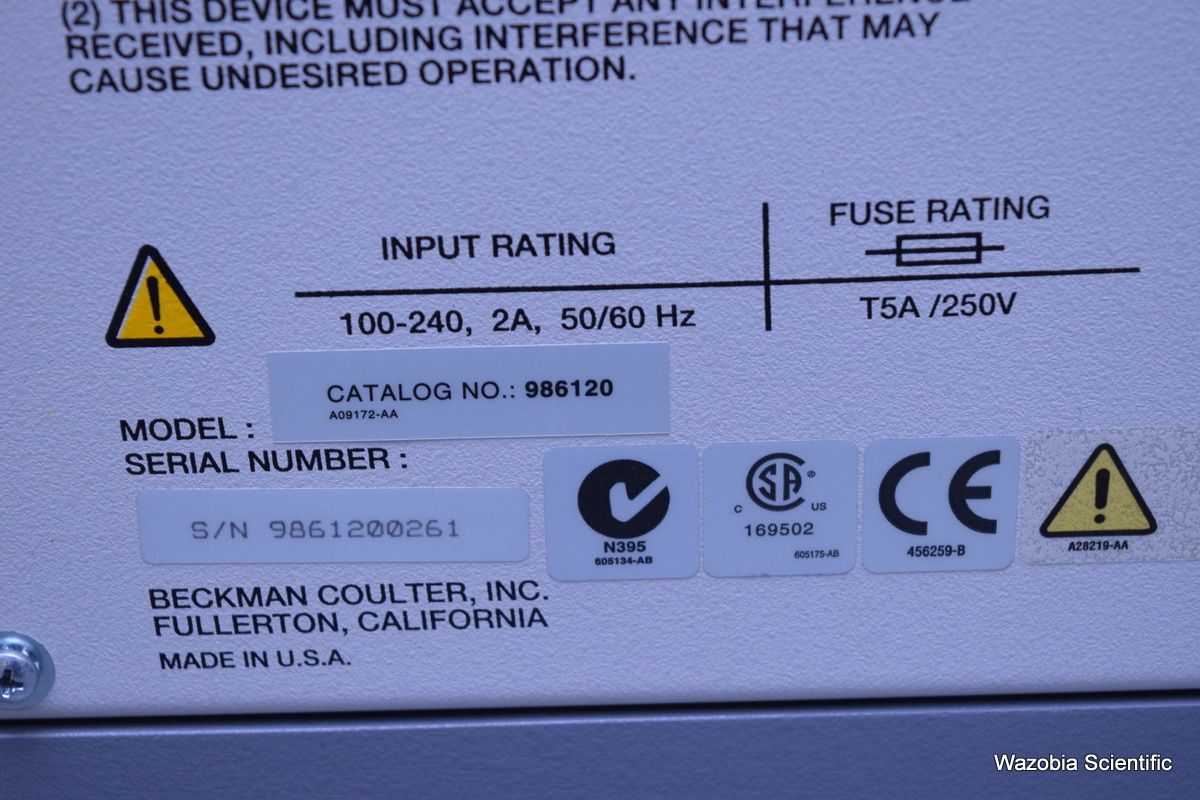 (2) THIS DEVICE MUST ACCEPT ANY INTERFERENCE
RECEIVED, INCLUDING INTERFERENCE THAT MAY
CAUSE UNDESIRED OPERATION.
INPUT RATING
FUSE RATING
100-240, 2A, 50/60 Hz
T5A /250V
CATALOG NO.: 986120
A09172-AA
MODEL :
SERIAL NUMBER :
S/N 9861200261
N395
605134-AB
C SA ® US
169502
605175-AB
CE
456259-B
A28219-AA
BECKMAN COULTER, INC.
FULLERTON, CALIFORNIA
MADE IN U.S.A.
Wazobia Scientific